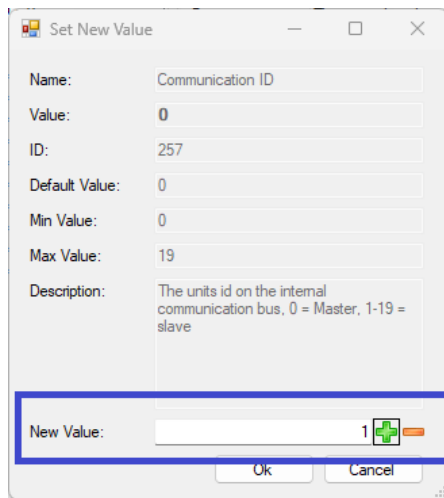 Set New Value
Name: Communication ID
Value: 0
ID: 257
Default Value: 0
Min Value: 0
Max Value: 19
Description: The units id on the internal
communication bus, 0 = Master, 1-19 =
slave
New Value: 1
Ok Cancel